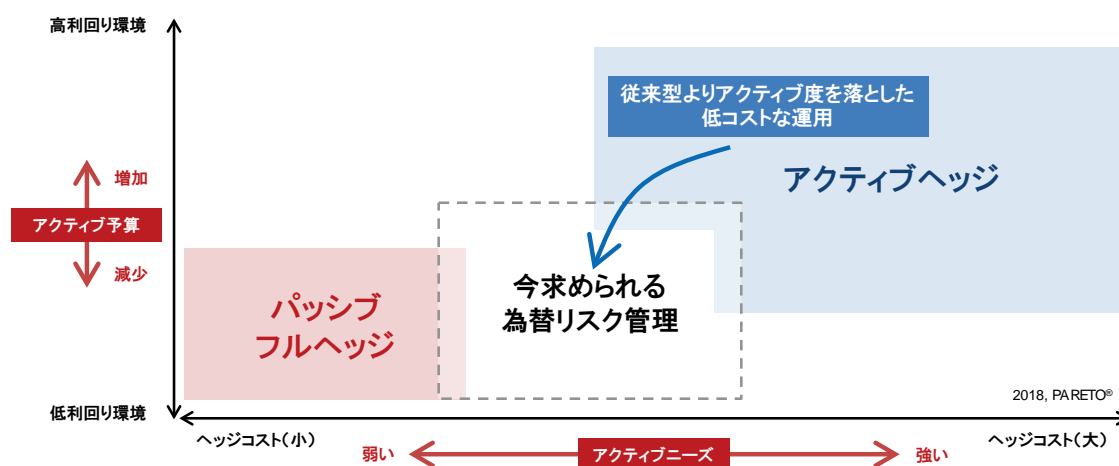 高利回り環境
従来型よりアクティブ度を落とした
低コストな運用
アクティブヘッジ
増加
アクティブ予算
減少
今求められる
為替リスク管理
パッシブ
フルヘッジ
2018, PARETO®
低利回り環境
ヘッジコスト(小)
ヘッジコスト(大)
弱い
アクティブニーズ
強い